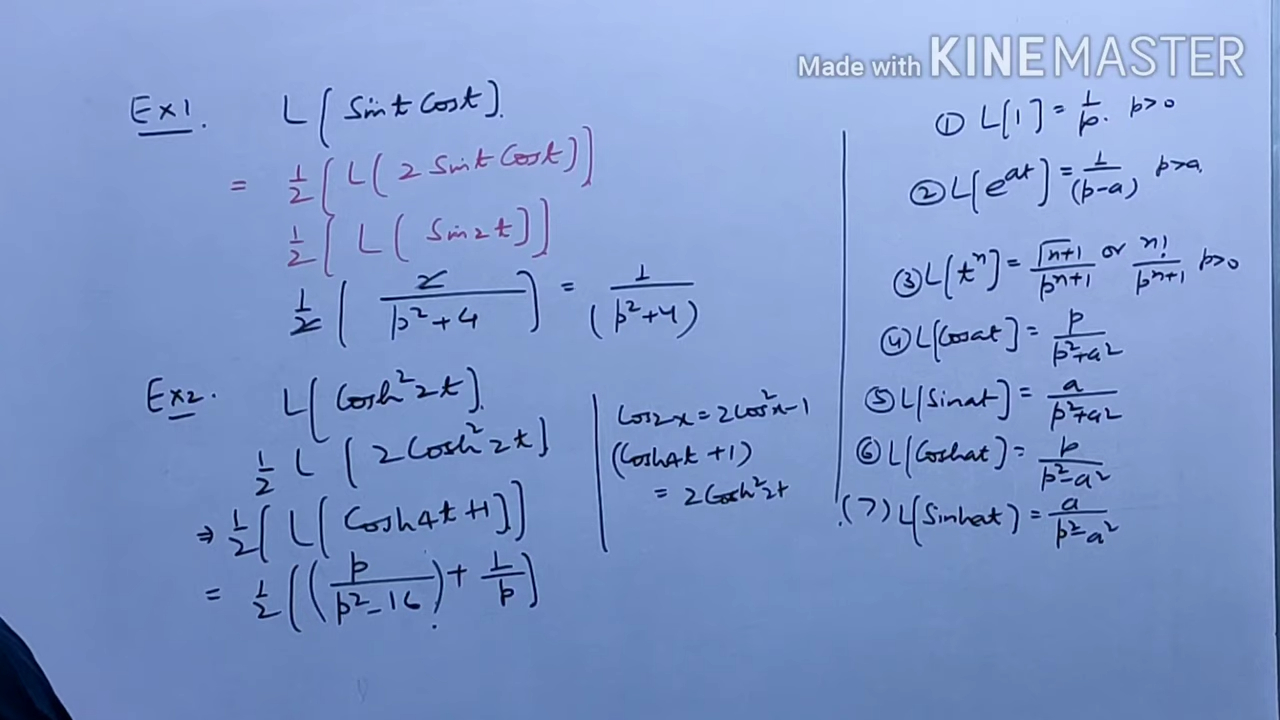 Made with KINEMASTER
Ex1. L[Sint Cost].
= 1/2 [L(2 Sint Cost)]
1/2 [L(Sin2t)]
1/2 [2/(p²+4)] = 1/(p²+4)
Ex2. L[Cosh²2t].
1/2 L[2Cosh²2t]
⇒ 1/2 [L[Cosh4t+1]]
= 1/2 [(p/(p²-16)) + 1/p]
Cos2x = 2Cos²x-1
(Cosh4t +1)
= 2Cosh²2t
① L[1] = 1/p. p>0
② L[e^at] = 1/(p-a) p>a.
③ L[t^n] = Γn+1/p^n+1 or n!/p^n+1 p>0
④ L[Cosat] = p/p²+a²
⑤ L[Sinat] = a/p²+a²
⑥ L[Coshat] = p/p²-a²
(7) L[Sinhat) = a/p²-a²